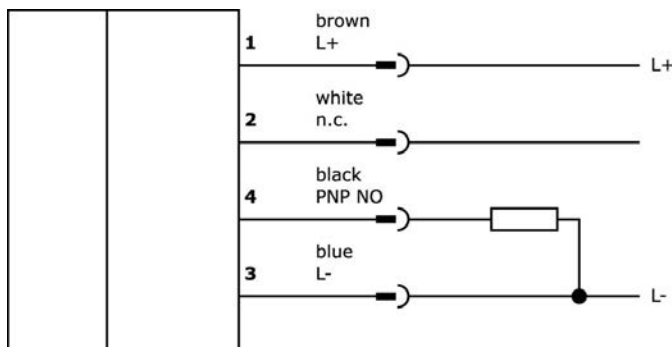 brown
1 L+
L+
white
2 n.c.
black
4 PNP NO
blue
3 L-
L-